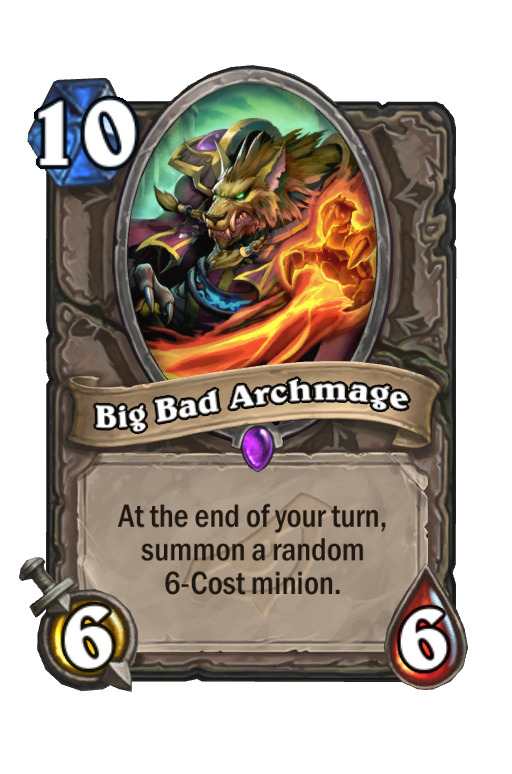 10
Big Bad Archmage
At the end of your turn,
summon a random
6-Cost minion.
6
6